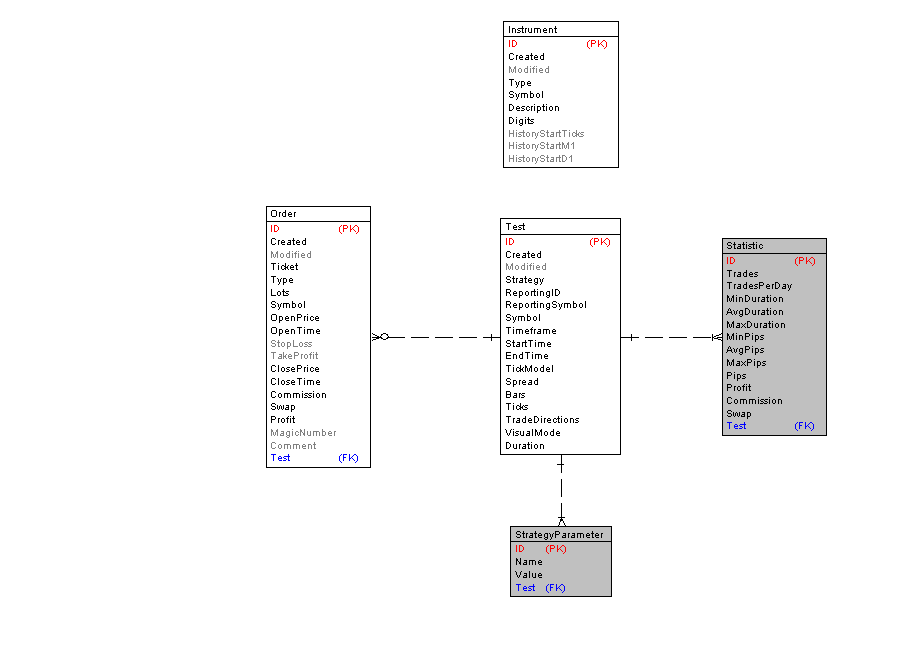 Instrument
ID (PK)
Created
Modified
Type
Symbol
Description
Digits
HistoryStartTicks
HistoryStartM1
HistoryStartD1
Order
ID (PK)
Created
Modified
Ticket
Type
Lots
Symbol
OpenPrice
OpenTime
StopLoss
TakeProfit
ClosePrice
CloseTime
Commission
Swap
Profit
MagicNumber
Comment
Test (FK)
Test
ID (PK)
Created
Modified
Strategy
ReportingID
ReportingSymbol
Symbol
Timeframe
StartTime
EndTime
TickModel
Spread
Bars
Ticks
TradeDirections
VisualMode
Duration
Statistic
ID (PK)
Trades
TradesPerDay
MinDuration
AvgDuration
MaxDuration
MinPips
AvgPips
MaxPips
Pips
Profit
Commission
Swap
Test (FK)
StrategyParameter
ID (PK)
Name
Value
Test (FK)